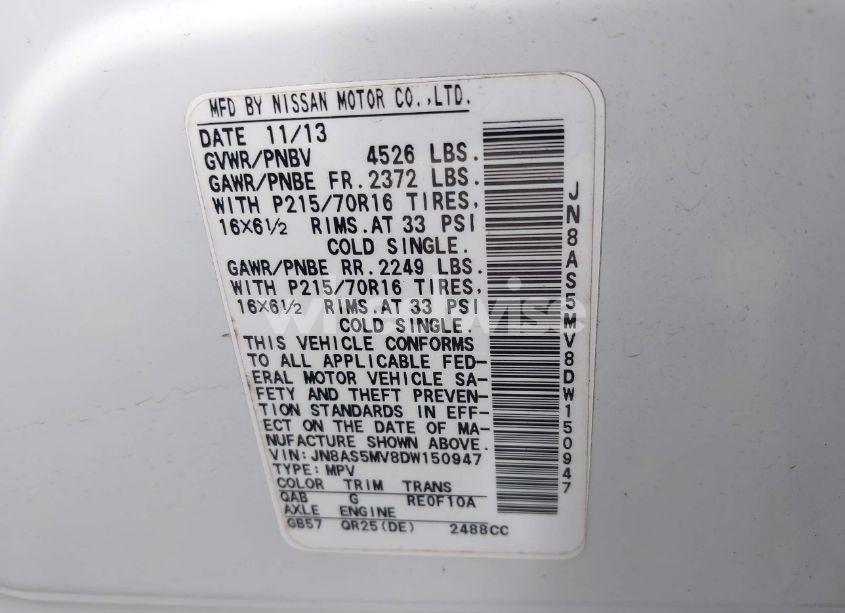 MFD BY NISSAN MOTOR CO.,LTD.
DATE 11/13
GVWR/PNBV 4526 LBS.
GAWR/PNBE FR.2372 LBS.
WITH P215/70R16 TIRES,
16X6½ RIMS.AT 33 PSI
COLD SINGLE.
GAWR/PNBE RR.2249 LBS.
WITH P215/70R16 TIRES,
16X6½ RIMS.AT 33 PSI
COLD SINGLE.
THIS VEHICLE CONFORMS
TO ALL APPLICABLE FED-
ERAL MOTOR VEHICLE SA-
FETY AND THEFT PREVEN-
TION STANDARDS IN EFF-
ECT ON THE DATE OF MA-
NUFACTURE SHOWN ABOVE.
VIN: JN8AS5MV8DW150947
TYPE: MPV
COLOR TRIM TRANS
QAB G RE0F10A
AXLE ENGINE
GB57 QR25(DE) 2488CC
JN8AS5MV8DW150947